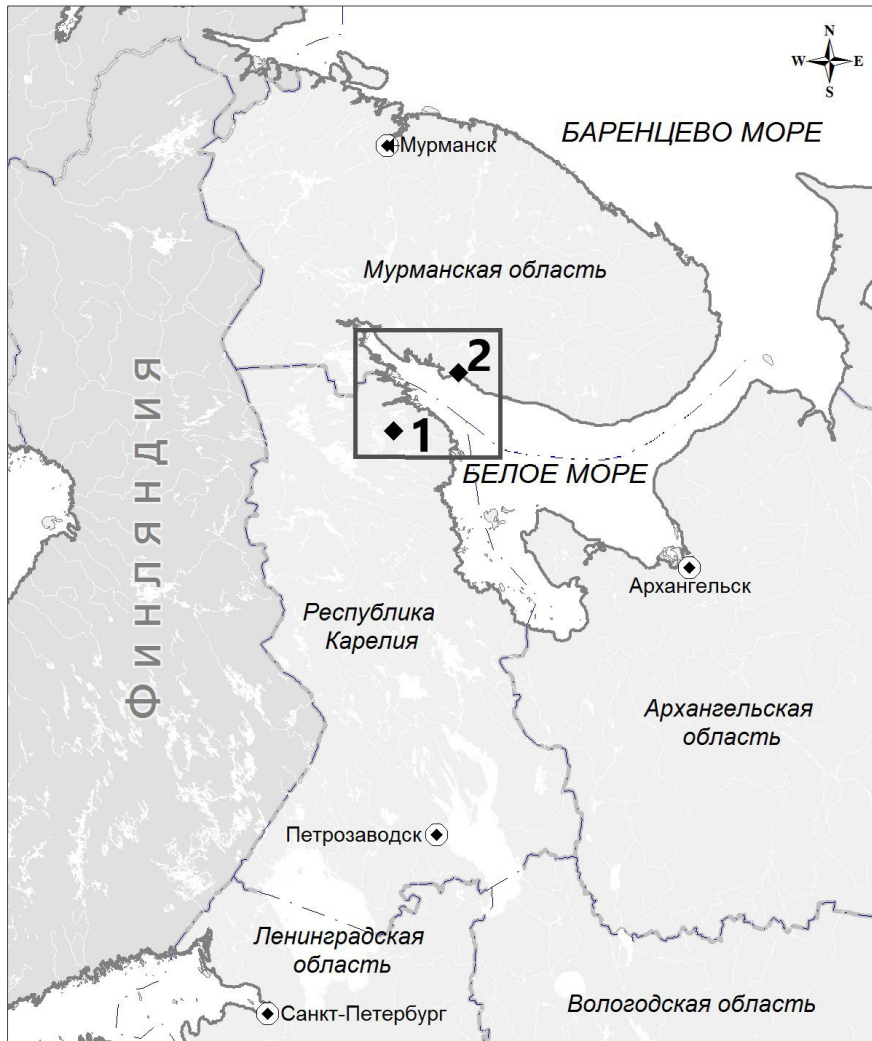 N
W E
S
БАРЕНЦЕВО МОРЕ
Мурманск
Мурманская область
2
1
БЕЛОЕ МОРЕ
Финляндия
Архангельск
Республика
Карелия
Архангельская
область
Петрозаводск
Ленинградская
область
Вологодская область
Санкт-Петербург